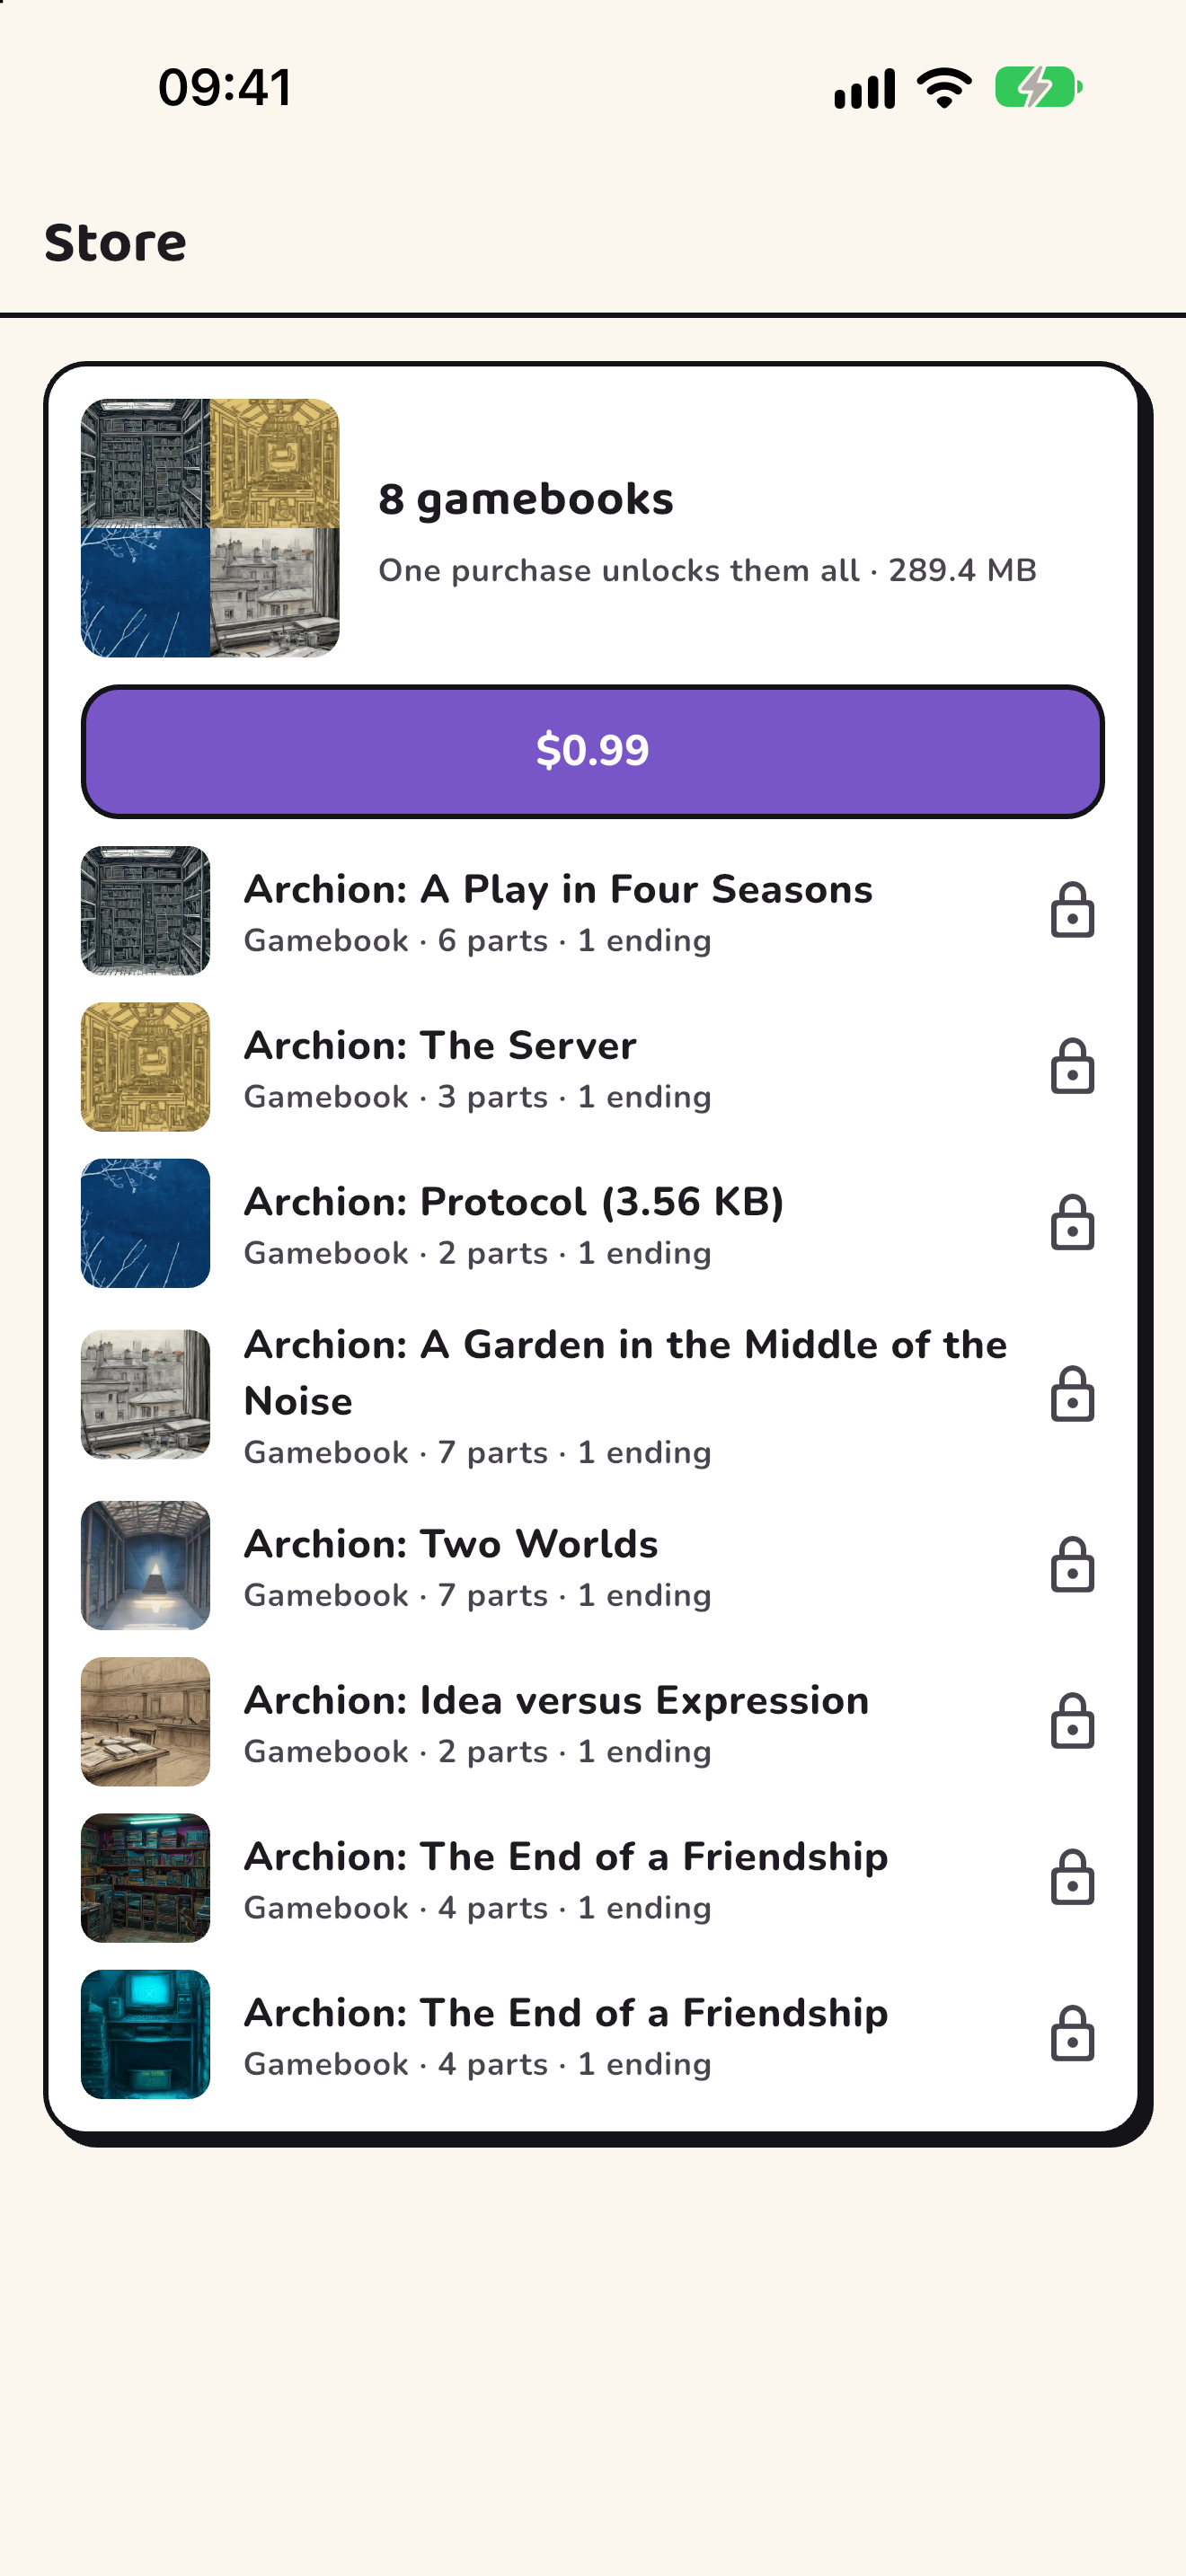 09:41
Store
8 gamebooks
One purchase unlocks them all · 289.4 MB
$0.99
Archion: A Play in Four Seasons
Gamebook · 6 parts · 1 ending
Archion: The Server
Gamebook · 3 parts · 1 ending
Archion: Protocol (3.56 KB)
Gamebook · 2 parts · 1 ending
Archion: A Garden in the Middle of the
Noise
Gamebook · 7 parts · 1 ending
Archion: Two Worlds
Gamebook · 7 parts · 1 ending
Archion: Idea versus Expression
Gamebook · 2 parts · 1 ending
Archion: The End of a Friendship
Gamebook · 4 parts · 1 ending
Archion: The End of a Friendship
Gamebook · 4 parts · 1 ending